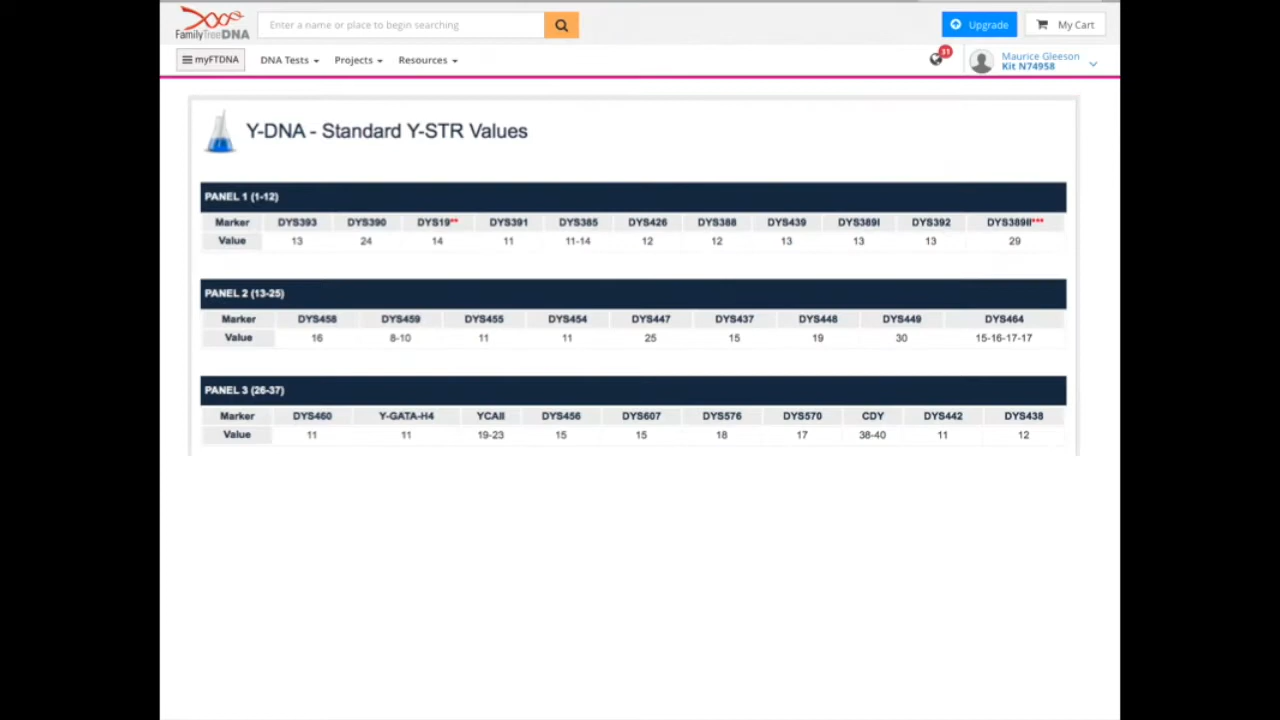 FamilyTreeDNA
Enter a name or place to begin searching
Upgrade
My Cart
myFTDNA
DNA Tests
Projects
Resources
31
Maurice Gleeson
Kit N74958
Y-DNA - Standard Y-STR Values
PANEL 1 (1-12)
Marker DYS393 DYS390 DYS19** DYS391 DYS385 DYS426 DYS388 DYS439 DYS389I DYS392 DYS389II***
Value 13 24 14 11 11-14 12 12 13 13 13 29
PANEL 2 (13-25)
Marker DYS458 DYS459 DYS455 DYS454 DYS447 DYS437 DYS448 DYS449 DYS464
Value 16 8-10 11 11 25 15 19 30 15-16-17-17
PANEL 3 (26-37)
Marker DYS460 Y-GATA-H4 YCAII DYS456 DYS607 DYS576 DYS570 CDY DYS442 DYS438
Value 11 11 19-23 15 15 18 17 38-40 11 12